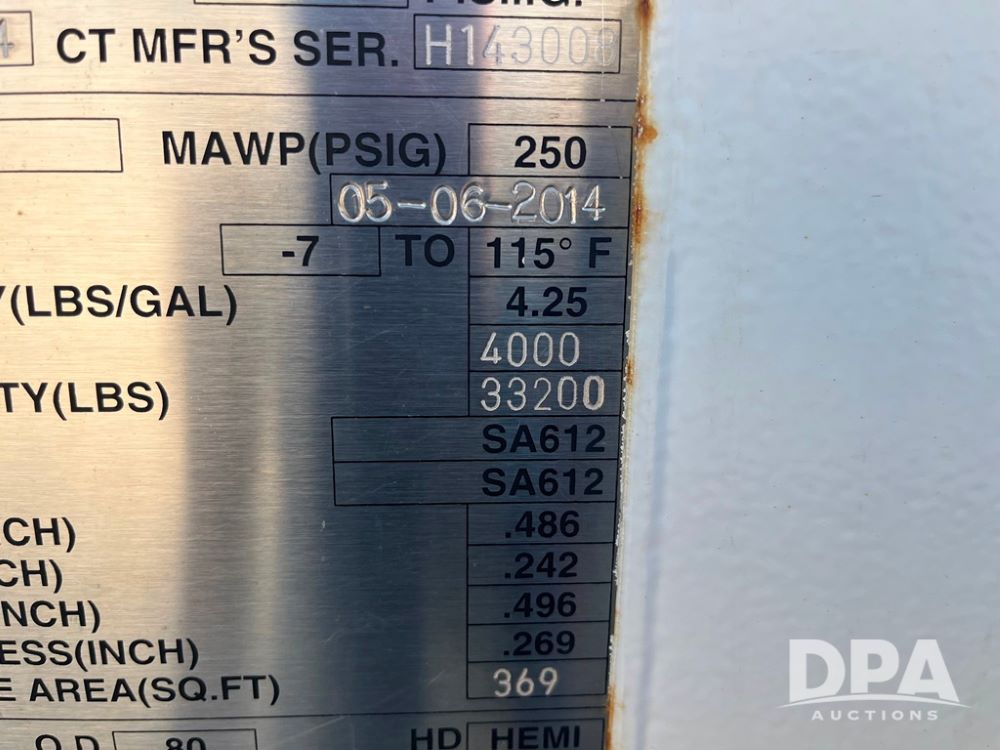 4 CT MFR'S SER. H143008
MAWP(PSIG) 250
05-06-2014
-7 TO 115° F
(LBS/GAL) 4.25
4000
TY(LBS) 33200
SA612
SA612
CH) .486
CH) .242
NCH) .496
ESS(INCH) .269
E AREA(SQ.FT) 369
O.D. 80 HD HEMI
DPA
AUCTIONS